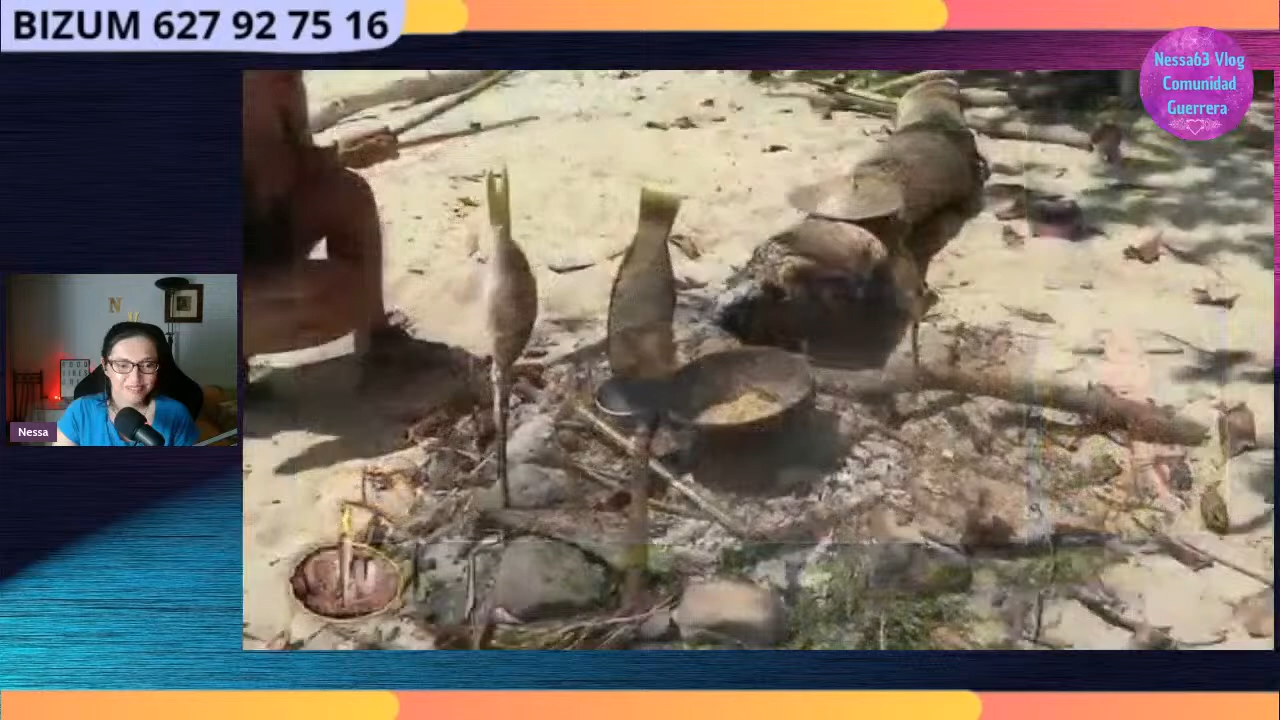 BIZUM 627 92 75 16
Nessa63 Vlog
Comunidad
Guerrera
N
Nessa